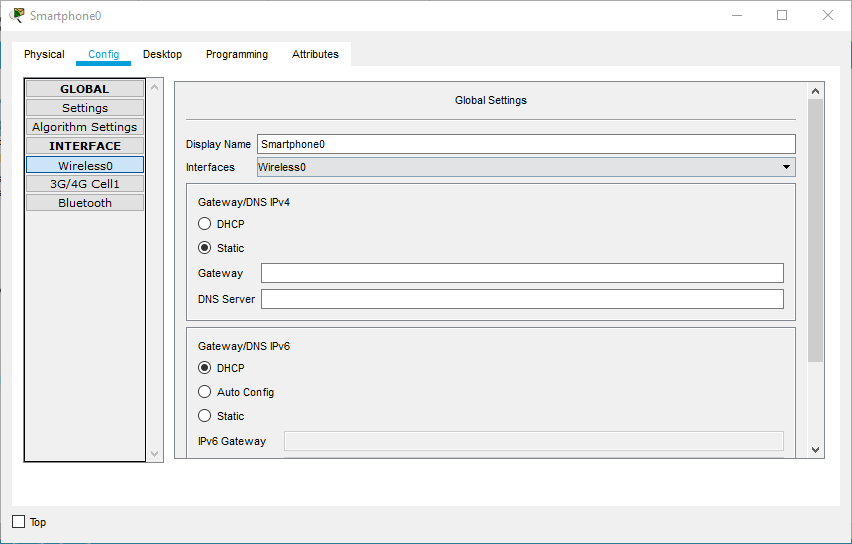 Smartphone0
Physical Config Desktop Programming Attributes
GLOBAL
Settings
Algorithm Settings
INTERFACE
Wireless0
3G/4G Cell1
Bluetooth
Global Settings
Display Name Smartphone0
Interfaces Wireless0
Gateway/DNS IPv4
DHCP
Static
Gateway
DNS Server
Gateway/DNS IPv6
DHCP
Auto Config
Static
IPv6 Gateway
Top